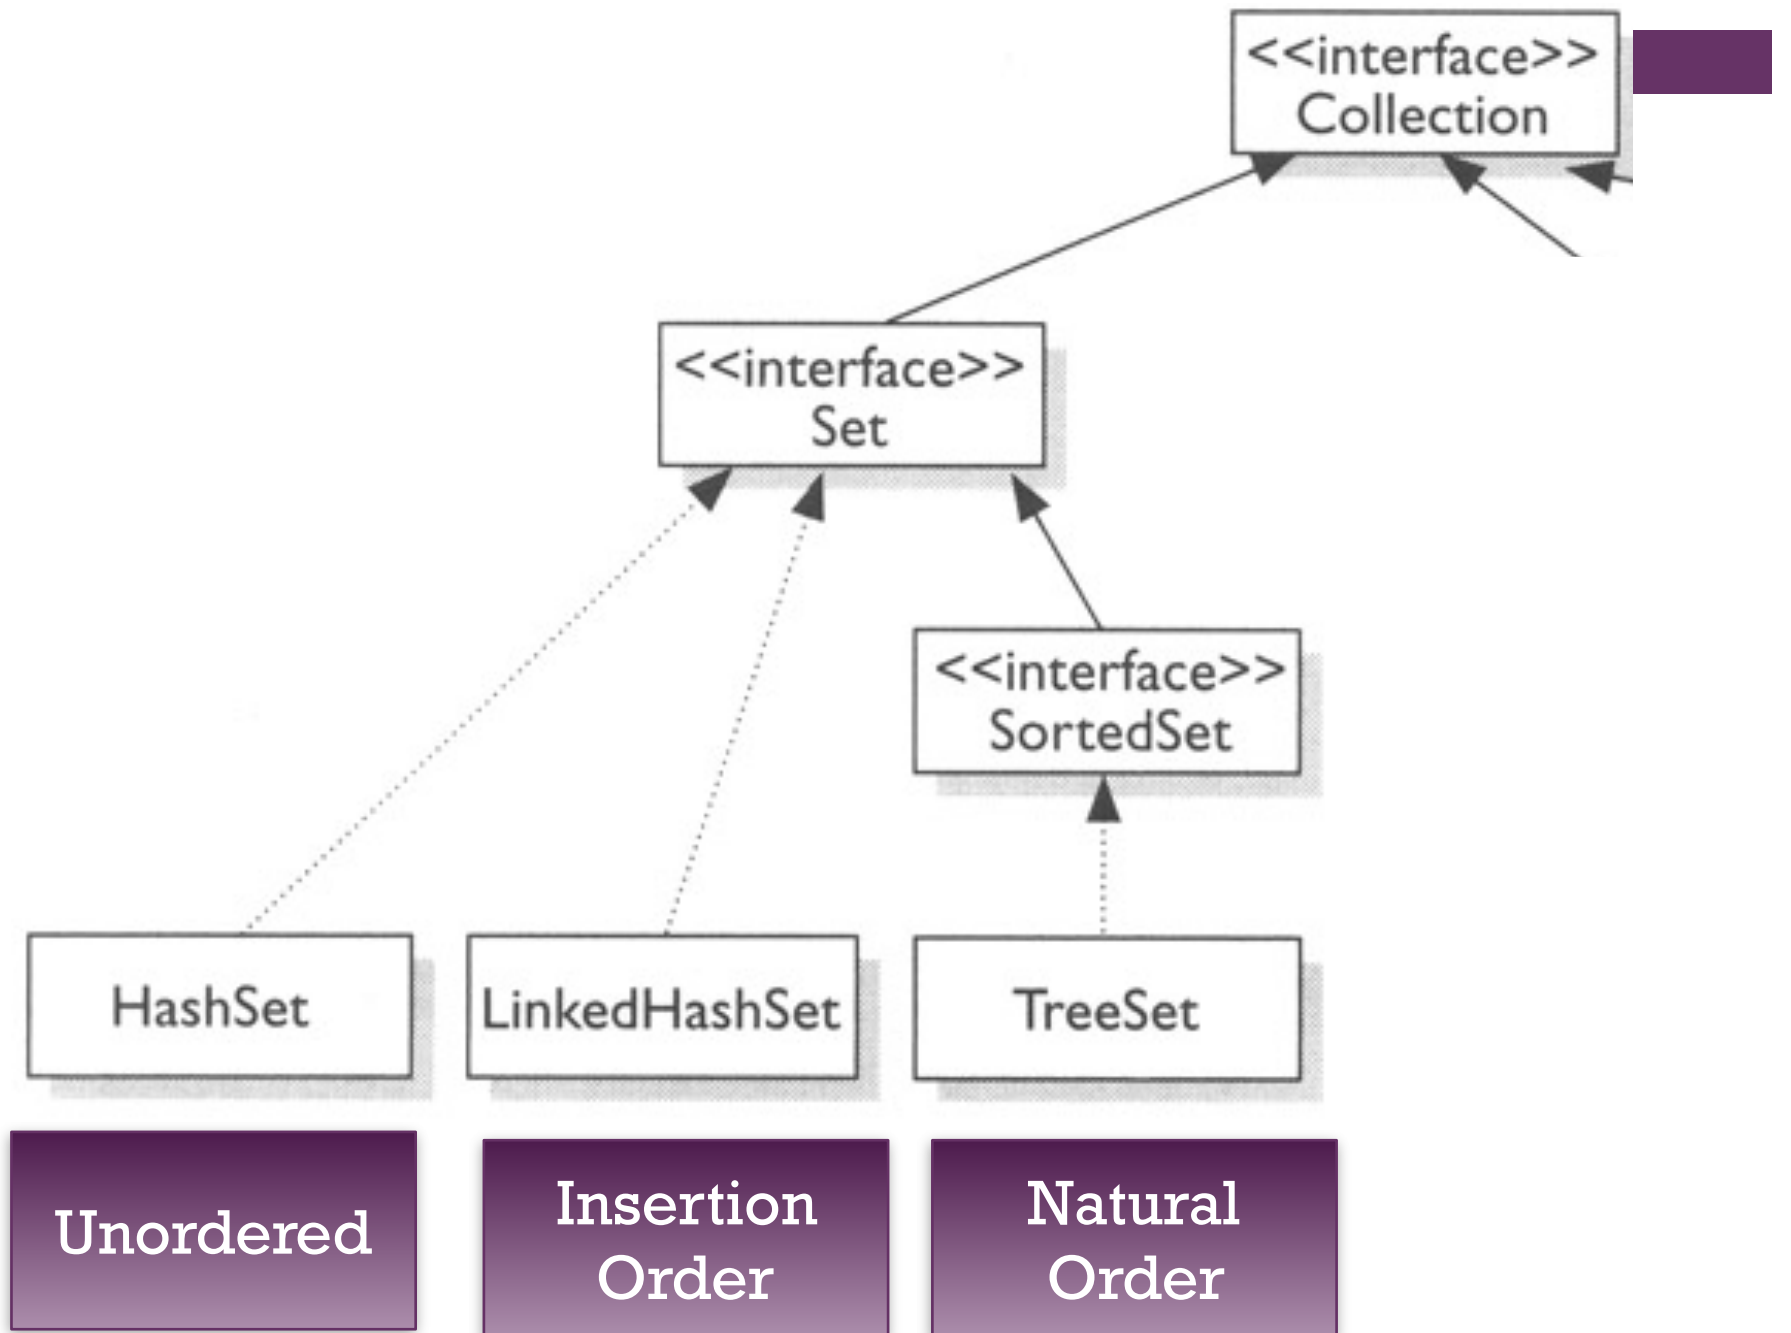 <<interface>>
Collection
<<interface>>
Set
<<interface>>
SortedSet
HashSet
LinkedHashSet
TreeSet
Unordered
Insertion
Order
Natural
Order